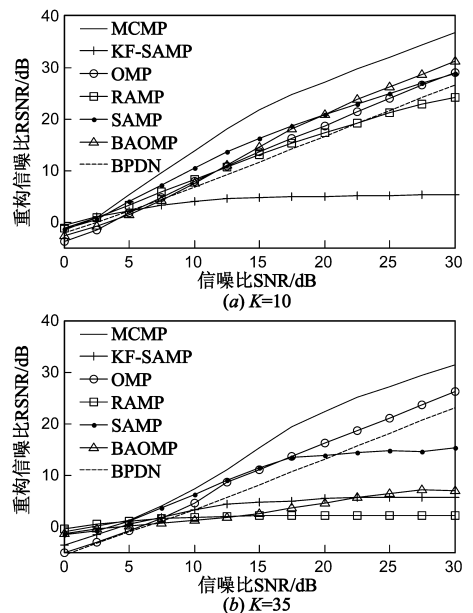 40
30
20
10
0
重构信噪比RSNR/dB
MCMP
KF-SAMP
OMP
RAMP
SAMP
BAOMP
BPDN
0 5 10 15 20 25 30
信噪比SNR/dB
(a) K=10
40
30
20
10
0
重构信噪比RSNR/dB
MCMP
KF-SAMP
OMP
RAMP
SAMP
BAOMP
BPDN
0 5 10 15 20 25 30
信噪比SNR/dB
(b) K=35